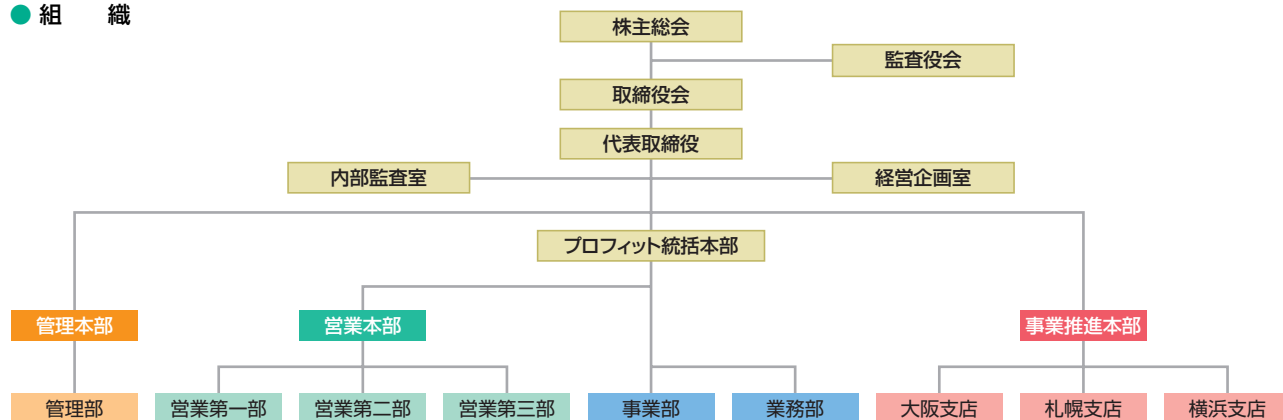 ● 組　織
株主総会
監査役会
取締役会
代表取締役
内部監査室
経営企画室
プロフィット統括本部
管理本部
営業本部
事業推進本部
管理部
営業第一部
営業第二部
営業第三部
事業部
業務部
大阪支店
札幌支店
横浜支店